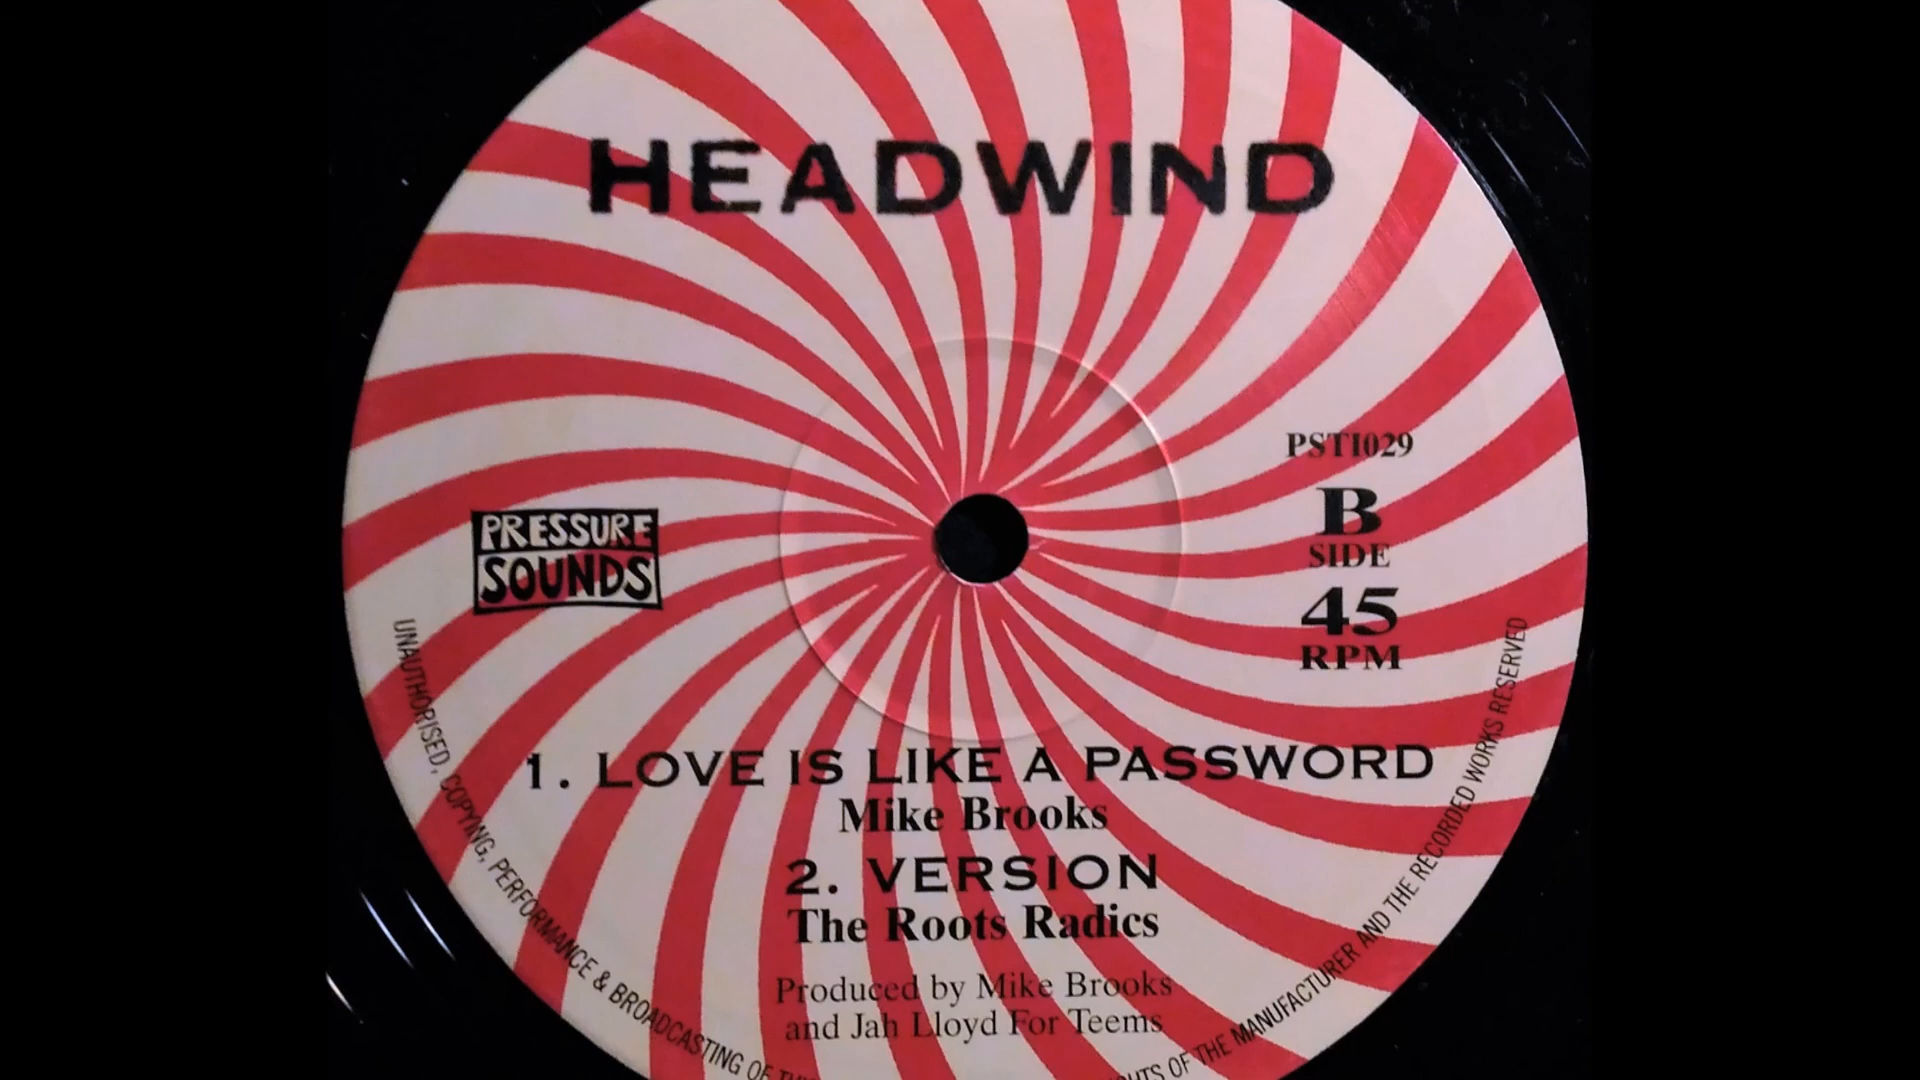 HEADWIND
PSTI029
B
SIDE
45
RPM
PRESSURE
SOUNDS
1. LOVE IS LIKE A PASSWORD
Mike Brooks
2. VERSION
The Roots Radics
Produced by Mike Brooks
and Jah Lloyd For Teems
UNAUTHORISED, COPYING, PERFORMANCE & BROADCASTING OF
OF THE MANUFACTURER AND THE RECORDED WORKS RESERVED